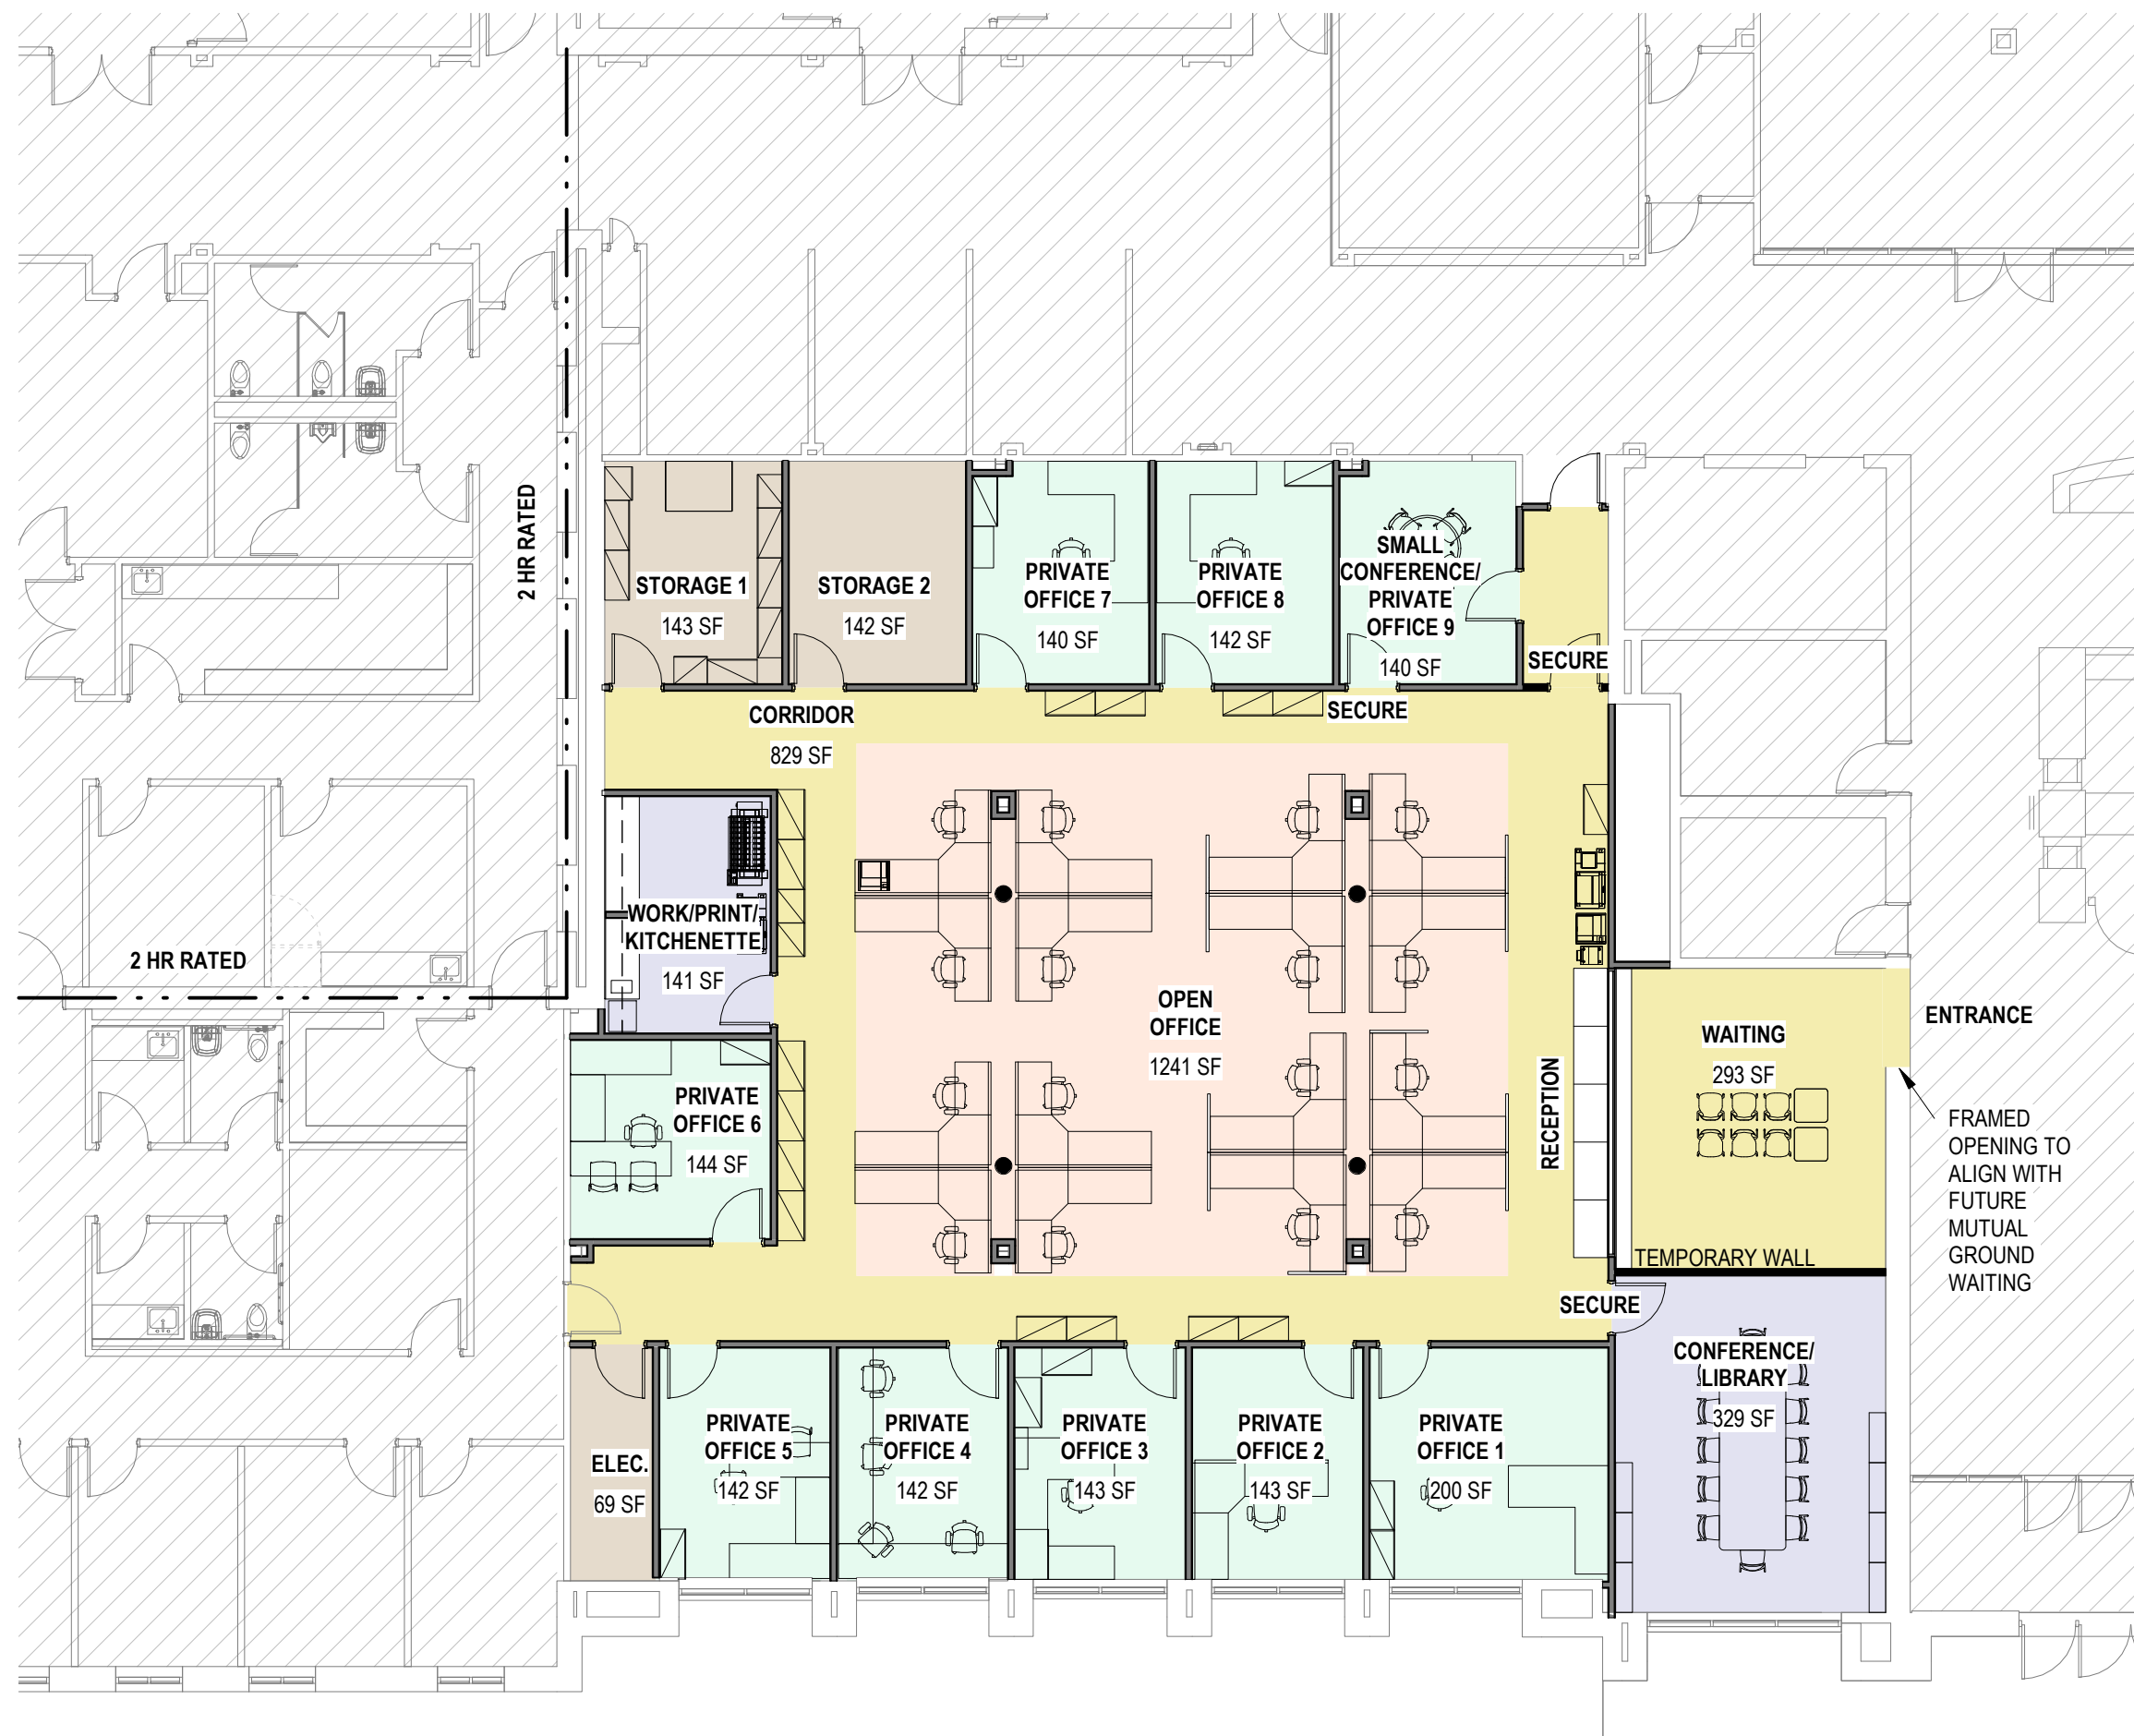 2 HR RATED
STORAGE 1
143 SF
STORAGE 2
142 SF
PRIVATE
OFFICE 7
140 SF
PRIVATE
OFFICE 8
142 SF
SMALL
CONFERENCE/
PRIVATE
OFFICE 9
140 SF
SECURE
CORRIDOR
829 SF
SECURE
WORK/PRINT/
KITCHENETTE
141 SF
2 HR RATED
OPEN
OFFICE
1241 SF
RECEPTION
WAITING
293 SF
ENTRANCE
FRAMED
OPENING TO
ALIGN WITH
FUTURE
MUTUAL
GROUND
WAITING
PRIVATE
OFFICE 6
144 SF
TEMPORARY WALL
SECURE
CONFERENCE/
LIBRARY
329 SF
ELEC.
69 SF
PRIVATE
OFFICE 5
142 SF
PRIVATE
OFFICE 4
142 SF
PRIVATE
OFFICE 3
143 SF
PRIVATE
OFFICE 2
143 SF
PRIVATE
OFFICE 1
200 SF